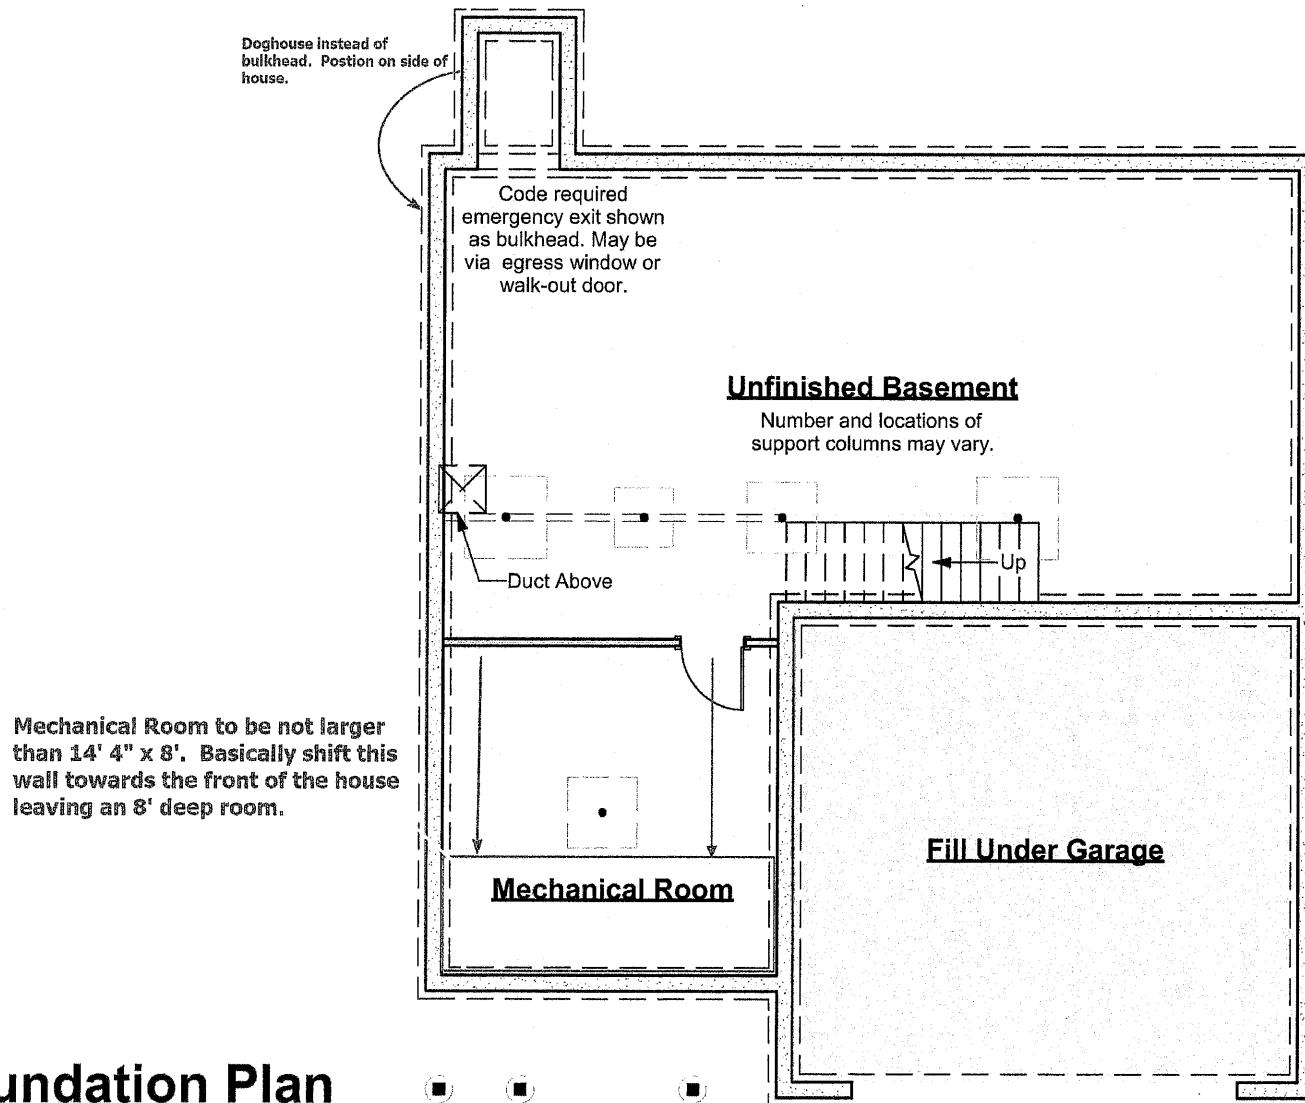 Doghouse instead of
bulkhead. Postion on side of
house.
Code required
emergency exit shown
as bulkhead. May be
via egress window or
walk-out door.
Unfinished Basement
Number and locations of
support columns may vary.
Up
Duct Above
Mechanical Room to be not larger
than 14' 4" x 8'. Basically shift this
wall towards the front of the house
leaving an 8' deep room.
Fill Under Garage
Mechanical Room
undation Plan